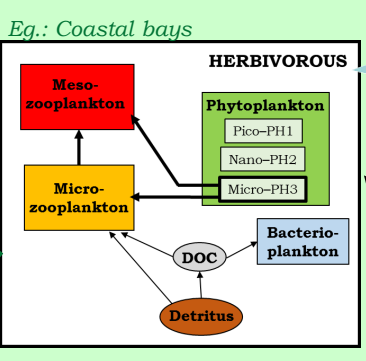 Eg.: Coastal bays
HERBIVOROUS
Meso-
zooplankton
Phytoplankton
Pico–PH1
Nano–PH2
Micro–PH3
Micro-
zooplankton
Bacterio-
plankton
DOC
Detritus